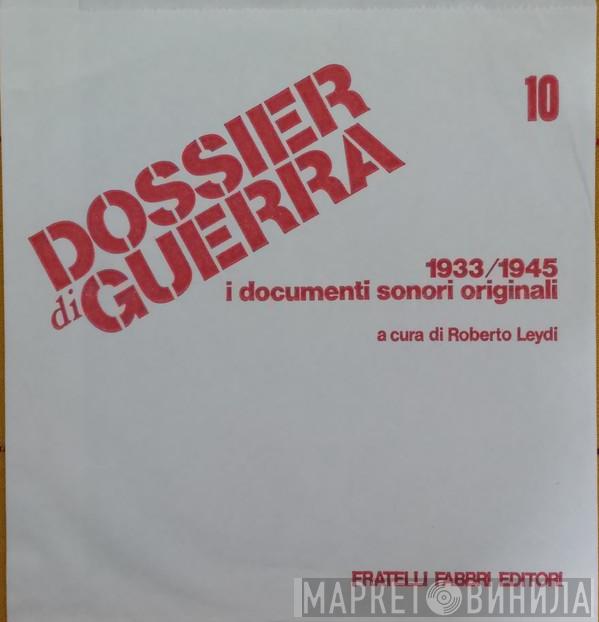 10
DOSSIER
di GUERRA
1933/1945
i documenti sonori originali
a cura di Roberto Leydi
FRATELLI FABBRI EDITORI
МАРКЕТ ВИНИЛА